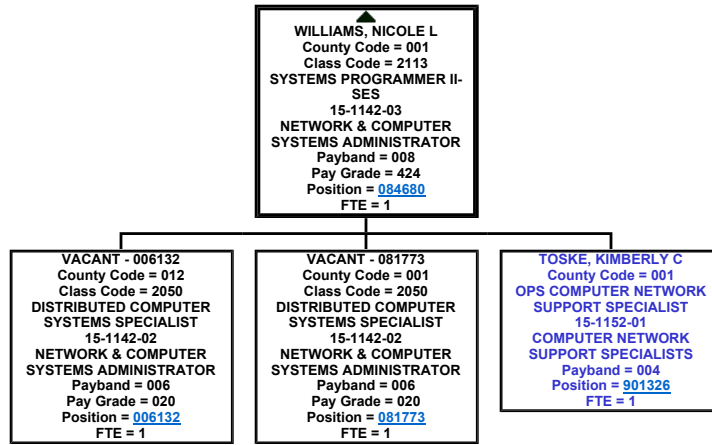 WILLIAMS, NICOLE L
County Code = 001
Class Code = 2113
SYSTEMS PROGRAMMER II-
SES
15-1142-03
NETWORK & COMPUTER
SYSTEMS ADMINISTRATOR
Payband = 008
Pay Grade = 424
Position = 084680
FTE = 1
VACANT - 006132
County Code = 012
Class Code = 2050
DISTRIBUTED COMPUTER
SYSTEMS SPECIALIST
15-1142-02
NETWORK & COMPUTER
SYSTEMS ADMINISTRATOR
Payband = 006
Pay Grade = 020
Position = 006132
FTE = 1
VACANT - 081773
County Code = 001
Class Code = 2050
DISTRIBUTED COMPUTER
SYSTEMS SPECIALIST
15-1142-02
NETWORK & COMPUTER
SYSTEMS ADMINISTRATOR
Payband = 006
Pay Grade = 020
Position = 081773
FTE = 1
TOSKE, KIMBERLY C
County Code = 001
OPS COMPUTER NETWORK
SUPPORT SPECIALIST
15-1152-01
COMPUTER NETWORK
SUPPORT SPECIALISTS
Payband = 004
Position = 901326
FTE = 1